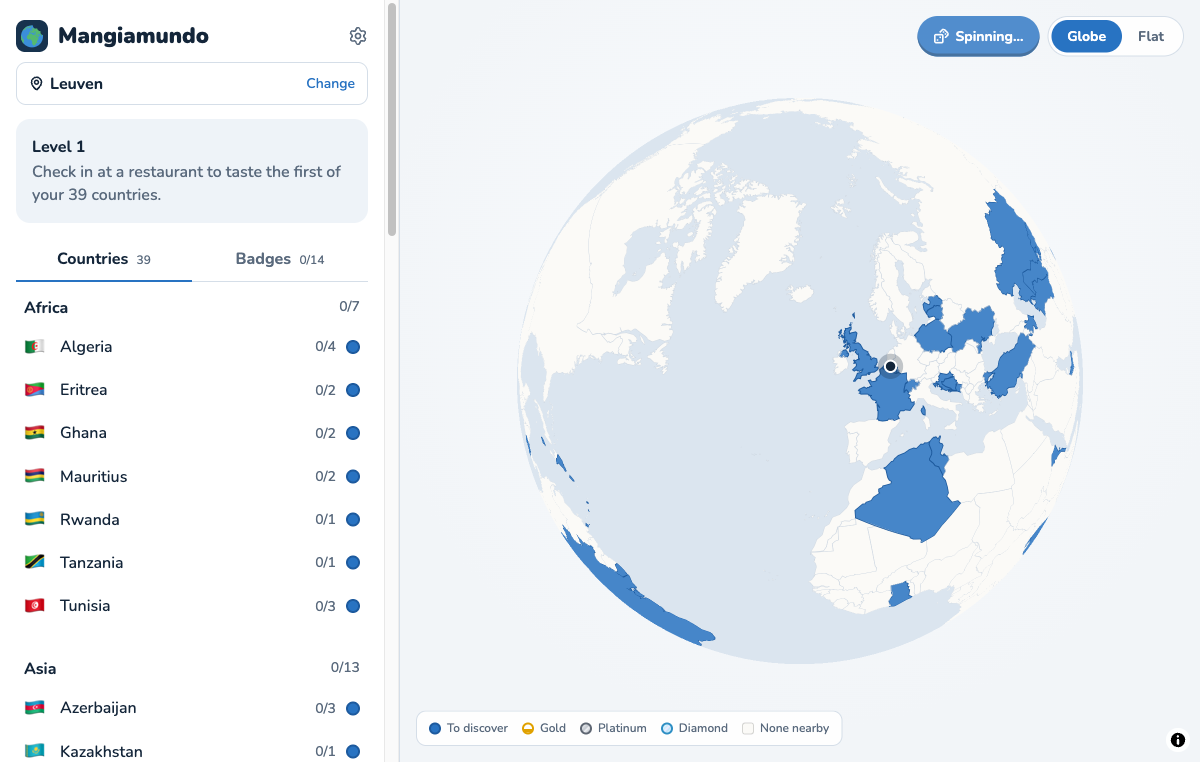 Mangiamundo
Leuven
Change
Level 1
Check in at a restaurant to taste the first of
your 39 countries.
Countries 39
Badges 0/14
Africa 0/7
Algeria 0/4
Eritrea 0/2
Ghana 0/2
Mauritius 0/2
Rwanda 0/1
Tanzania 0/1
Tunisia 0/3
Asia 0/13
Azerbaijan 0/3
Kazakhstan 0/1
Spinning...
Globe
Flat
To discover
Gold
Platinum
Diamond
None nearby